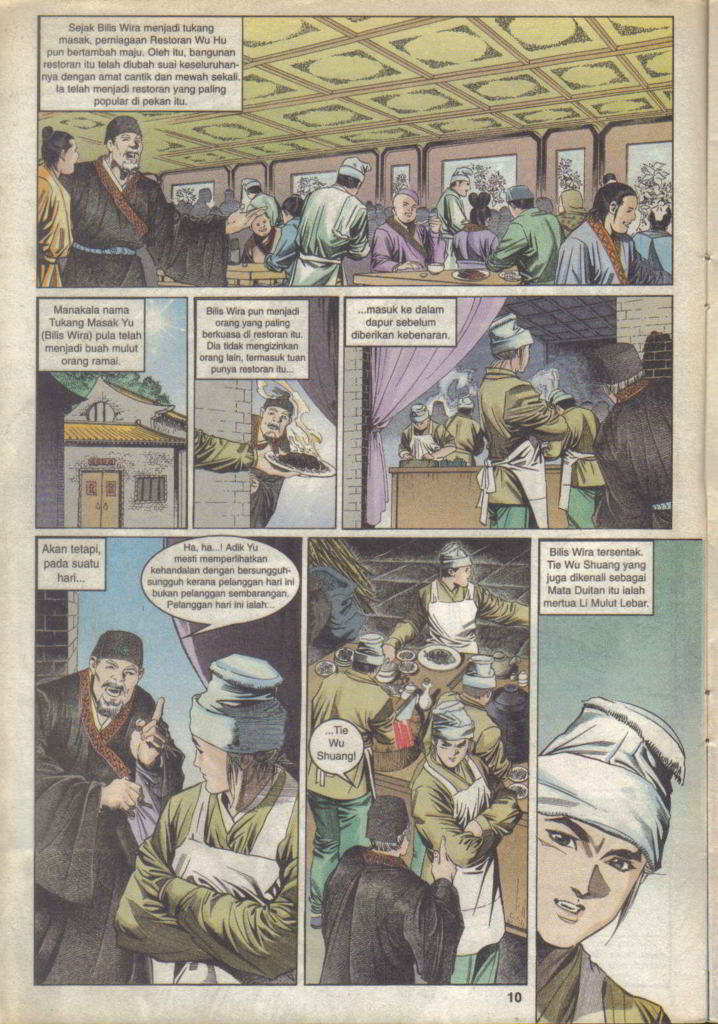 Sejak Bilis Wira menjadi tukang
masak, perniagaan Restoran Wu Hu
pun bertambah maju. Oleh itu, bangunan
restoran itu telah diubah suai keseluruhan-
nya dengan amat cantik dan mewah sekali.
Ia telah menjadi restoran yang paling
popular di pekan itu.
Manakala nama
Tukang Masak Yu
(Bilis Wira) pula telah
menjadi buah mulut
orang ramai.
Bilis Wira pun menjadi
orang yang paling
berkuasa di restoran itu.
Dia tidak mengizinkan
orang lain, termasuk tuan
punya restoran itu...
...masuk ke dalam
dapur sebelum
diberikan kebenaran.
Akan tetapi,
pada suatu
hari...
Ha, ha...! Adik Yu
mesti memperlihatkan
kehandalan dengan bersungguh-
sungguh kerana pelanggan hari ini
bukan pelanggan sembarangan.
Pelanggan hari ini ialah...
...Tie
Wu
Shuang!
Bilis Wira tersentak.
Tie Wu Shuang yang
juga dikenali sebagai
Mata Duitan itu ialah
mertua Li Mulut Lebar.
10